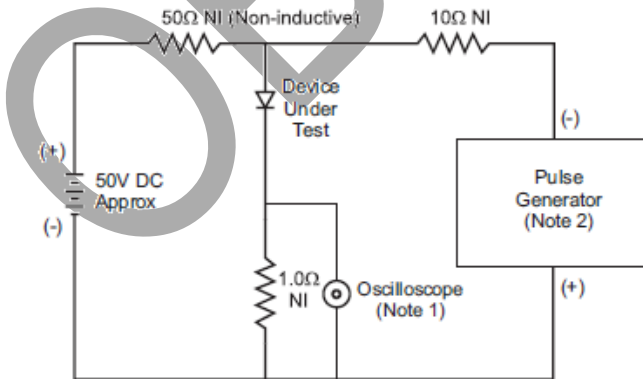 50Ω NI (Non-inductive)
10Ω NI
Device
Under
Test
(+)
50V DC
Approx
(-)
(-)
Pulse
Generator
(Note 2)
(+)
1.0Ω
NI
Oscilloscope
(Note 1)